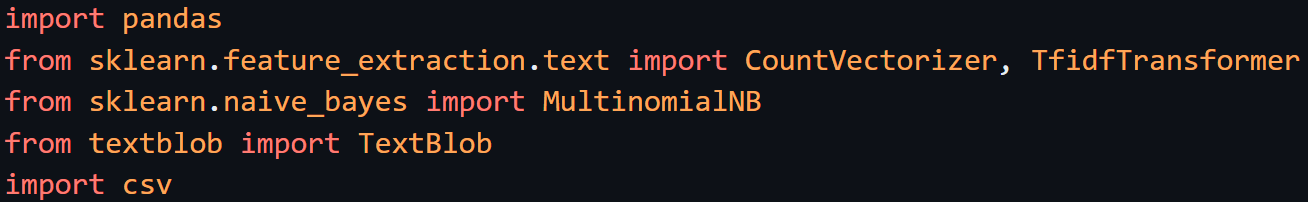 import pandas
from sklearn.feature_extraction.text import CountVectorizer, TfidfTransformer
from sklearn.naive_bayes import MultinomialNB
from textblob import TextBlob
import csv